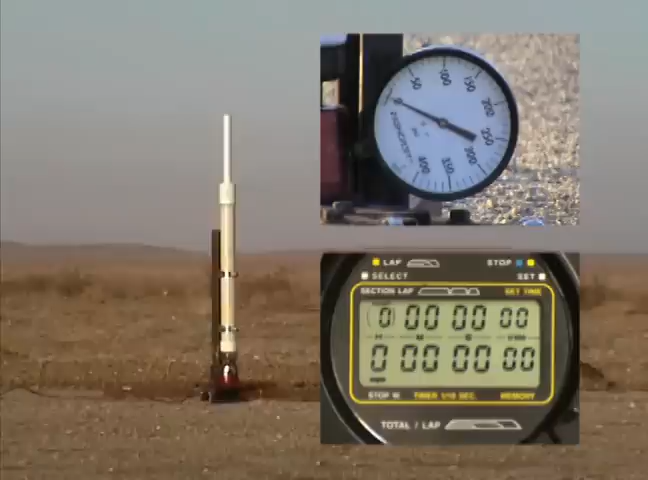 50
100
150
200
250
300
350
400
LAP
STOP
SELECT
SET
SECTION LAP
SET TIME
0 00 00 00
H M S
0 00 00 00
STOP W.
TIMER 1/10 SEC.
MEMORY
TOTAL / LAP